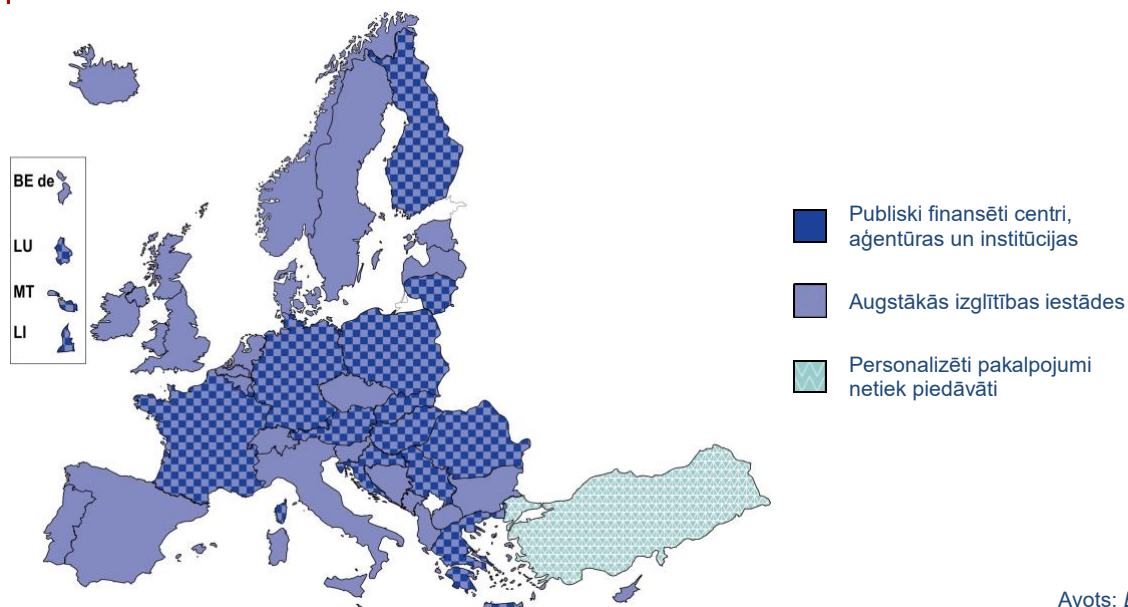 BE de
LU
MT
LI
Publiski finansēti centri,
aģentūras un institūcijas
Augstākās izglītības iestādes
Personalizēti pakalpojumi
netiek piedāvāti
Avots: